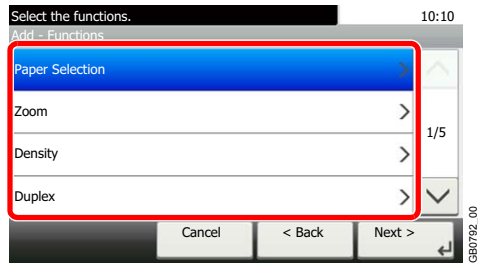 Select the functions. 10:10
Add - Functions
Paper Selection
Zoom
1/5
Density
Duplex
Cancel < Back Next >
GB0792_00